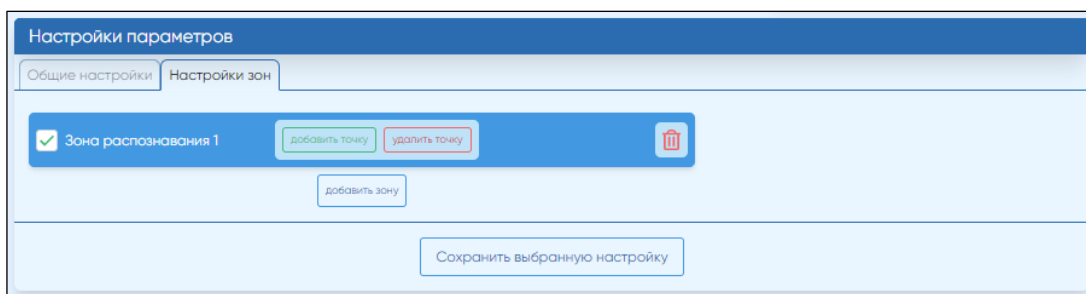 Настройки параметров
Общие настройки Настройки зон
Зона распознавания 1 добавить точку удалить точку
добавить зону
Сохранить выбранную настройку